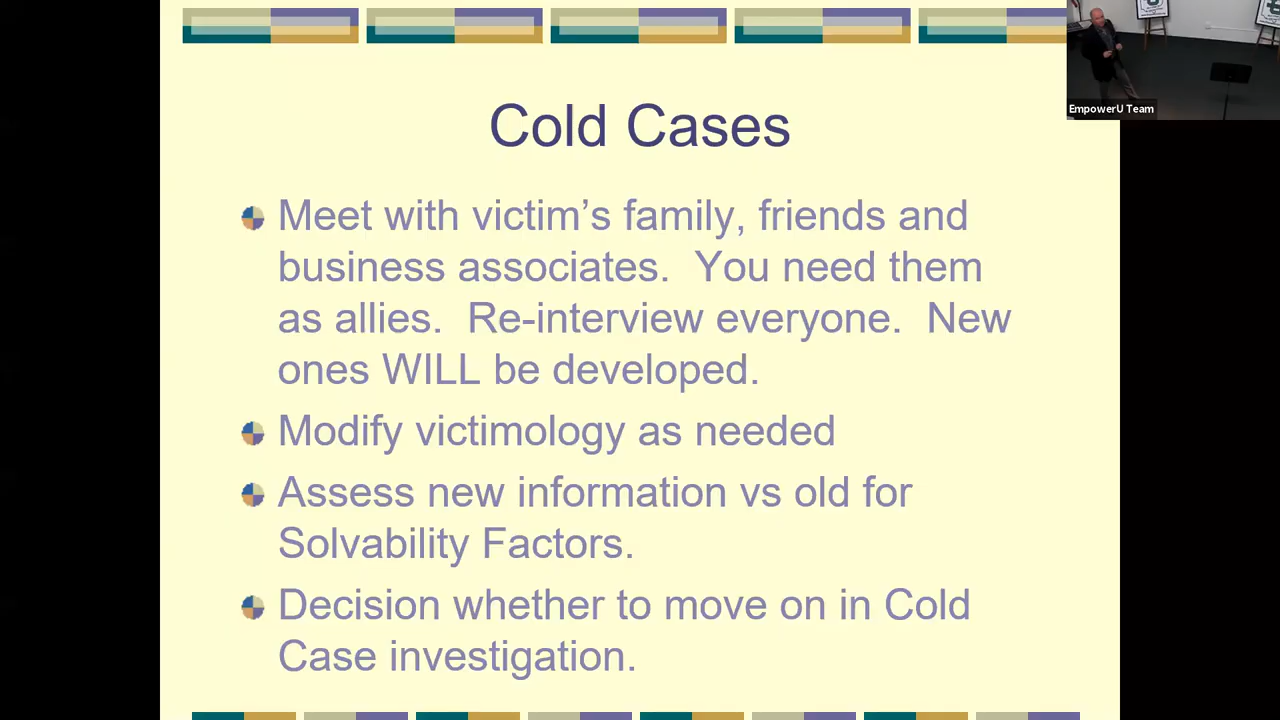 Cold Cases
Meet with victim's family, friends and
business associates.  You need them
as allies.  Re-interview everyone.  New
ones WILL be developed.
Modify victimology as needed
Assess new information vs old for
Solvability Factors.
Decision whether to move on in Cold
Case investigation.
EmpowerU Team